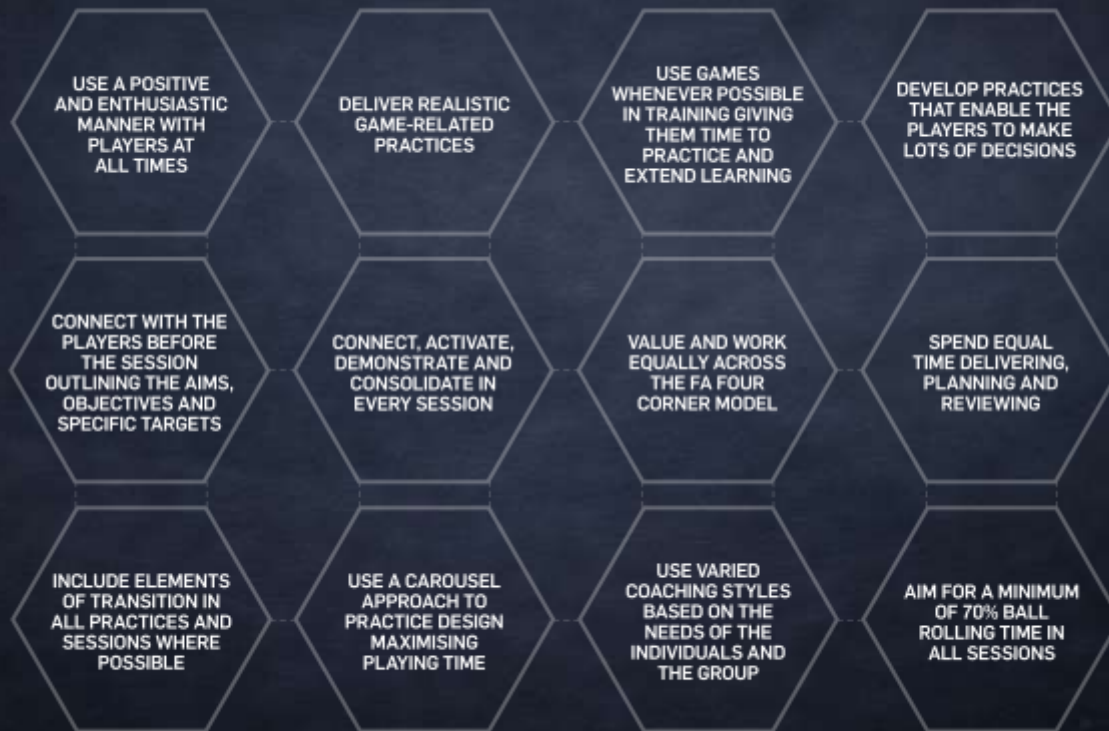 USE A POSITIVE
AND ENTHUSIASTIC
MANNER WITH
PLAYERS AT
ALL TIMES
DELIVER REALISTIC
GAME-RELATED
PRACTICES
USE GAMES
WHENEVER POSSIBLE
IN TRAINING GIVING
THEM TIME TO
PRACTICE AND
EXTEND LEARNING
DEVELOP PRACTICES
THAT ENABLE THE
PLAYERS TO MAKE
LOTS OF DECISIONS
CONNECT WITH THE
PLAYERS BEFORE
THE SESSION
OUTLINING THE AIMS,
OBJECTIVES AND
SPECIFIC TARGETS
CONNECT, ACTIVATE,
DEMONSTRATE AND
CONSOLIDATE IN
EVERY SESSION
VALUE AND WORK
EQUALLY ACROSS
THE FA FOUR
CORNER MODEL
SPEND EQUAL
TIME DELIVERING,
PLANNING AND
REVIEWING
INCLUDE ELEMENTS
OF TRANSITION IN
ALL PRACTICES AND
SESSIONS WHERE
POSSIBLE
USE A CAROUSEL
APPROACH TO
PRACTICE DESIGN
MAXIMISING
PLAYING TIME
USE VARIED
COACHING STYLES
BASED ON THE
NEEDS OF THE
INDIVIDUALS AND
THE GROUP
AIM FOR A MINIMUM
OF 70% BALL
ROLLING TIME IN
ALL SESSIONS